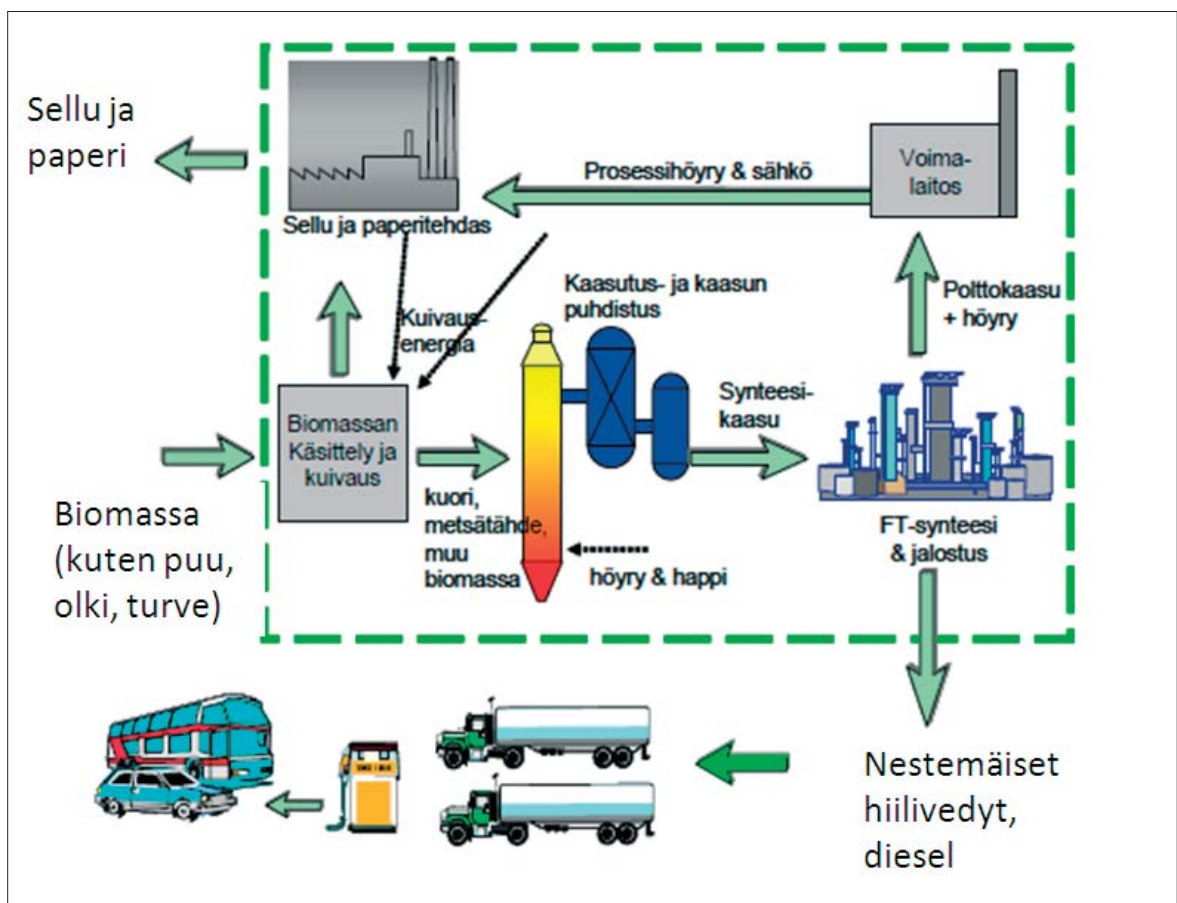 Sellu ja
paperi
Sellu ja paperitehdas
Prosessihöyry & sähkö
Voima-
laitos
Kuivaus-
energia
Kaasutus- ja kaasun
puhdistus
Polttokaasu
+ höyry
Biomassa
(kuten puu,
olki, turve)
Biomassan
Käsittely ja
kuivaus
kuori,
metsätähde,
muu
biomassa
höyry & happi
Synteesi-
kaasu
FT-synteesi
& jalostus
Nestemäiset
hiilivedyt,
diesel